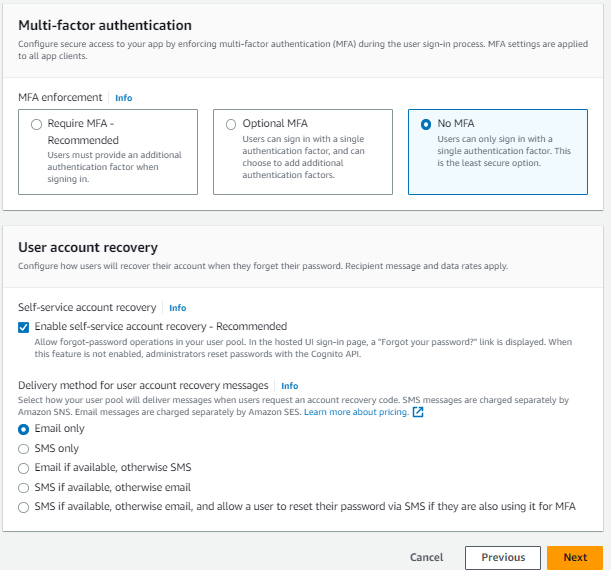 Multi-factor authentication
Configure secure access to your app by enforcing multi-factor authentication (MFA) during the user sign-in process. MFA settings are applied
to all app clients.
MFA enforcement Info
Require MFA -
Recommended
Users must provide an additional
authentication factor when
signing in.
Optional MFA
Users can sign in with a single
authentication factor, and can
choose to add additional
authentication factors.
No MFA
Users can only sign in with a
single authentication factor. This
is the least secure option.
User account recovery
Configure how users will recover their account when they forget their password. Recipient message and data rates apply.
Self-service account recovery Info
Enable self-service account recovery - Recommended
Allow forgot-password operations in your user pool. In the hosted UI sign-in page, a "Forgot your password?" link is displayed. When
this feature is not enabled, administrators reset passwords with the Cognito API.
Delivery method for user account recovery messages Info
Select how your user pool will deliver messages when users request an account recovery code. SMS messages are charged separately by
Amazon SNS. Email messages are charged separately by Amazon SES. Learn more about pricing.
Email only
SMS only
Email if available, otherwise SMS
SMS if available, otherwise email
SMS if available, otherwise email, and allow a user to reset their password via SMS if they are also using it for MFA
Cancel Previous Next